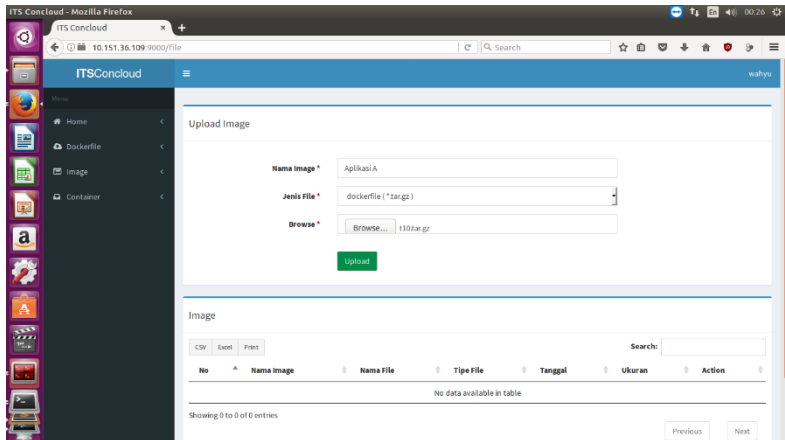 ITS Concloud - Mozilla Firefox
En 00:26
ITS Concloud
10.151.36.109:9000/file
Search
ITSConcloud
wahyu
Menu
Home
Dockerfile
Image
Container
Upload Image
Nama Image *
Aplikasi A
Jenis File *
dockerfile ( *.tar.gz )
Browse *
Browse... t10.tar.gz
Upload
Image
CSV Excel Print
Search:
No Nama Image Nama File Tipe File Tanggal Ukuran Action
No data available in table
Showing 0 to 0 of 0 entries
Previous Next